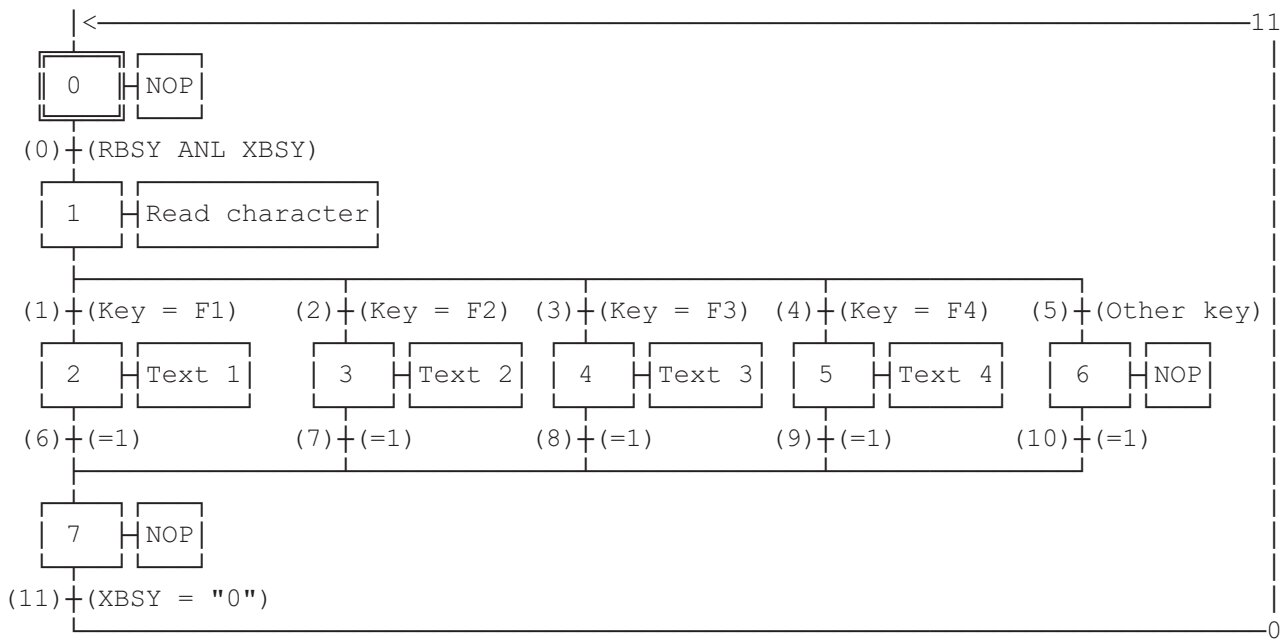 11
0 NOP
(0) (RBSY ANL XBSY)
1 Read character
(1) (Key = F1) (2) (Key = F2) (3) (Key = F3) (4) (Key = F4) (5) (Other key)
2 Text 1 3 Text 2 4 Text 3 5 Text 4 6 NOP
(6) (=1) (7) (=1) (8) (=1) (9) (=1) (10) (=1)
7 NOP
(11) (XBSY = "0")
0